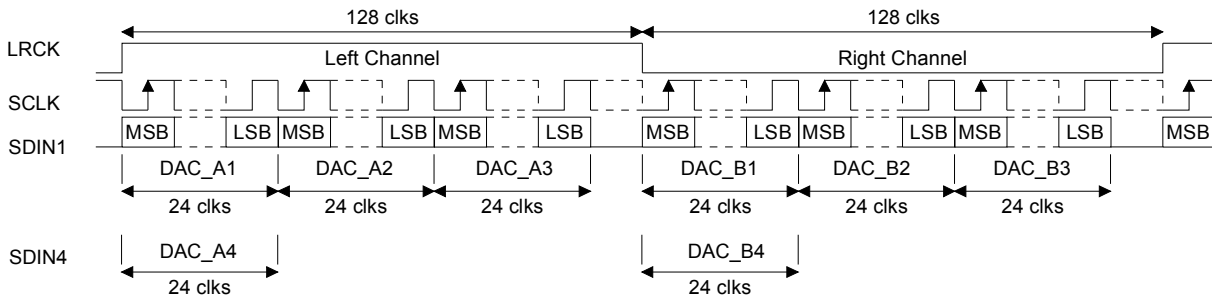 128 clks 128 clks
LRCK Left Channel Right Channel
SCLK
SDIN1 MSB LSB MSB LSB MSB LSB MSB LSB MSB LSB MSB LSB MSB
DAC_A1 DAC_A2 DAC_A3 DAC_B1 DAC_B2 DAC_B3
24 clks 24 clks 24 clks 24 clks 24 clks 24 clks
SDIN4 DAC_A4 DAC_B4
24 clks 24 clks